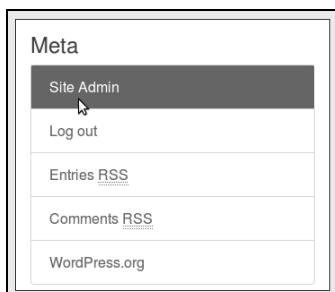 Meta
Site Admin
Log out
Entries RSS
Comments RSS
WordPress.org